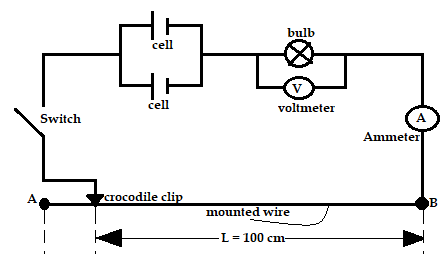 cell
bulb
V
cell
voltmeter
Switch
A
Ammeter
A
crocodile clip
B
mounted wire
L = 100 cm